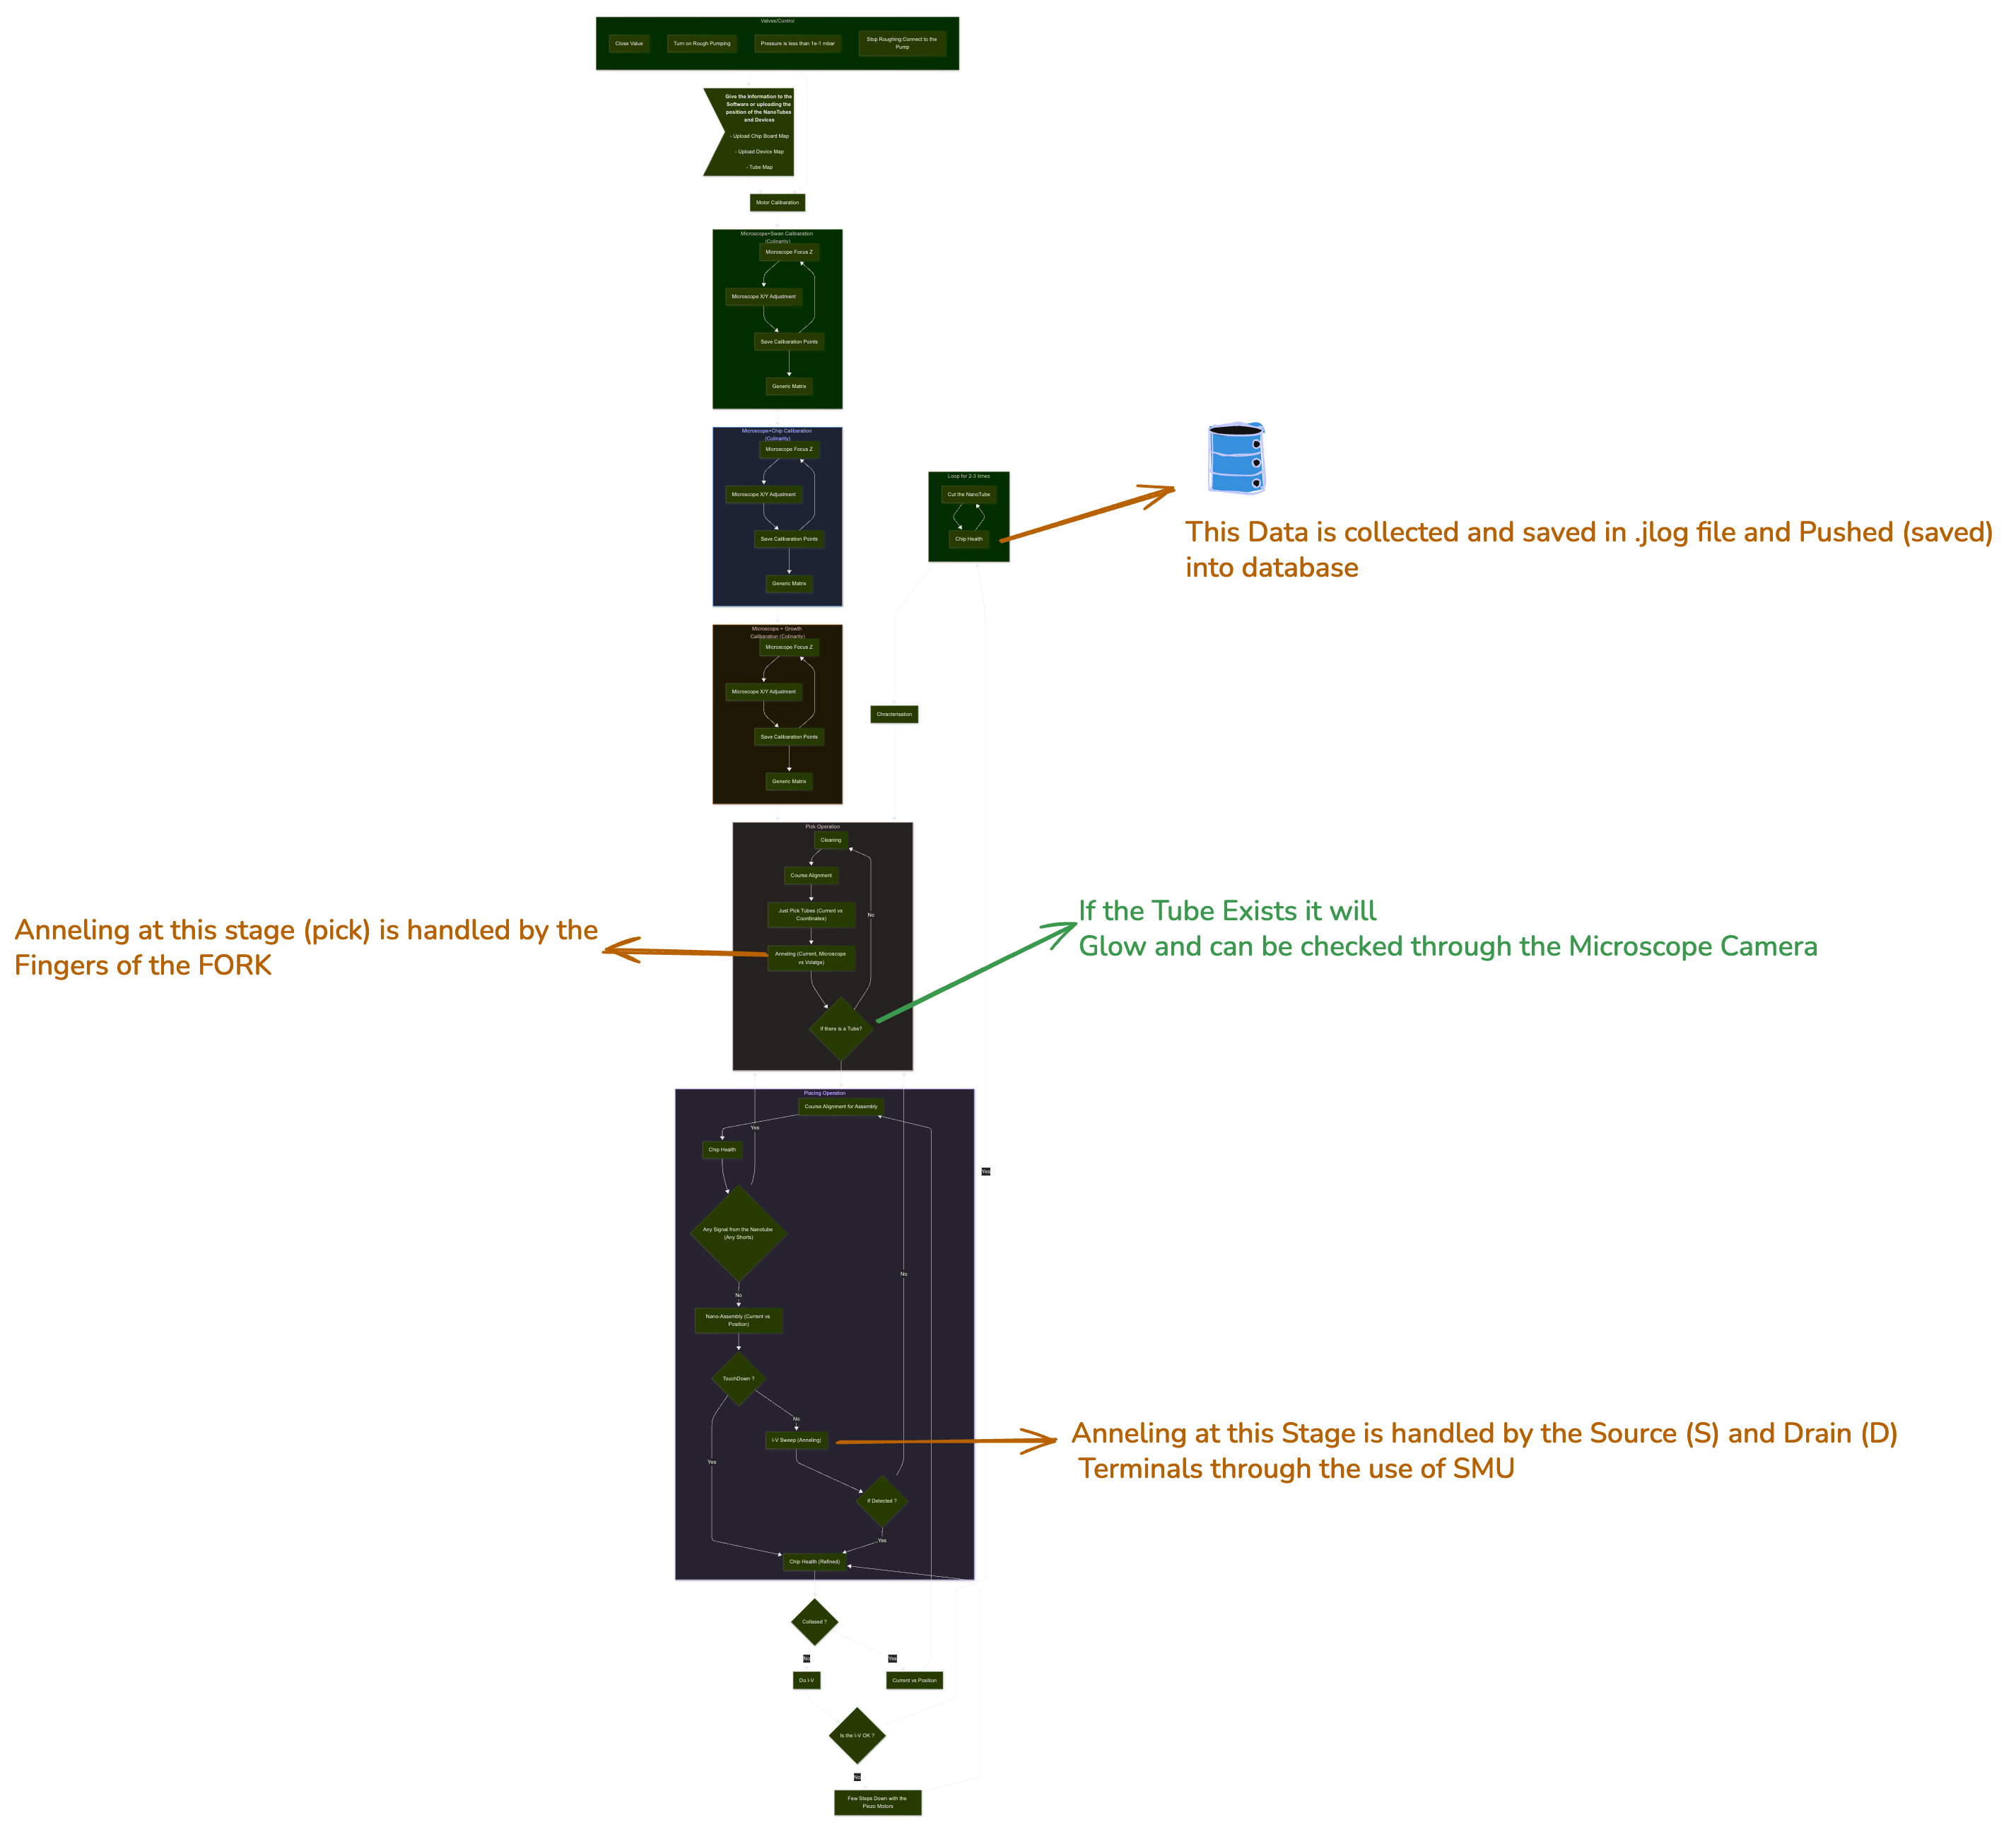 Valves/Control
Close Value
Turn on Rough Pumping
Pressure is less than 1e-1 mbar
Stop Roughing:Connect to the
Pump
Give the Information to the
Software or uploading the
position of the NanoTubes
and Devices
- Upload Chip Board Map
- Upload Device Map
- Tube Map
Motor Calibaration
Microscope+Swan Calibaration
(Colinarity)
Microscope Focus Z
Microscope X/Y Adjustment
Save Calibaration Points
Generic Matrix
Microscope+Chip Calibaration
(Colinarity)
Microscope Focus Z
Microscope X/Y Adjustment
Save Calibaration Points
Generic Matrix
Loop for 2-3 times
Cut the NanoTube
Chip Health
This Data is collected and saved in .jlog file and Pushed (saved)
into database
Microscope + Growth
Calibaration (Colinarity)
Microscope Focus Z
Microscope X/Y Adjustment
Save Calibaration Points
Generic Matrix
Chracterisation
Pick Operation
Cleaning
Course Alignment
Just Pick Tubes (Current vs
Coordinates)
No
Anneling (Current, Microscope
vs Volatge)
If there is a Tube?
Anneling at this stage (pick) is handled by the
Fingers of the FORK
If the Tube Exists it will
Glow and can be checked through the Microscope Camera
Placing Operation
Course Alignment for Assembly
Yes
Chip Health
Yes
Any Signal from the Nanotube
(Any Shorts)
No
No
Nano-Assembly (Current vs
Position)
TouchDown ?
No
I-V Sweep (Anneling)
Anneling at this Stage is handled by the Source (S) and Drain (D)
Terminals through the use of SMU
Yes
If Detected ?
Yes
Chip Health (Refined)
Collased ?
No
Yes
Do I-V
Current vs Position
Is the I-V OK ?
No
Few Steps Down with the
Piezo Motors